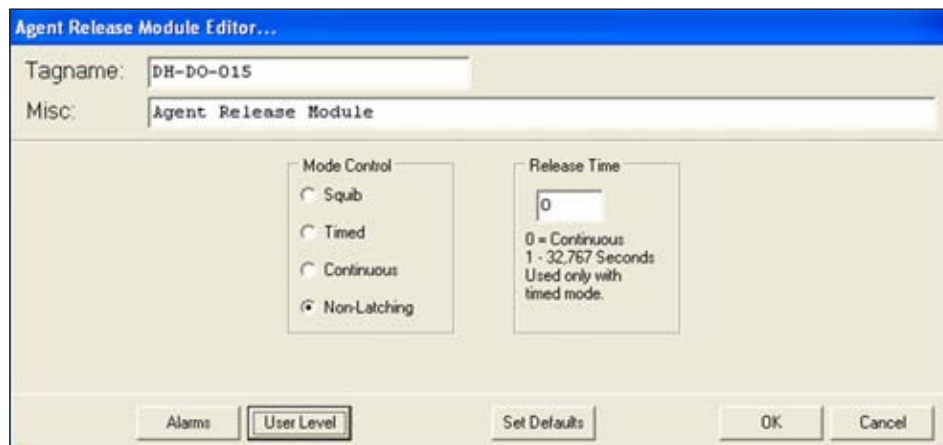 Agent Release Module Editor...
Tagname: DH-DO-015
Misc: Agent Release Module
Mode Control
Squib
Timed
Continuous
Non-Latching
Release Time
0
0 = Continuous
1 - 32,767 Seconds
Used only with
timed mode.
Alarms User Level Set Defaults OK Cancel